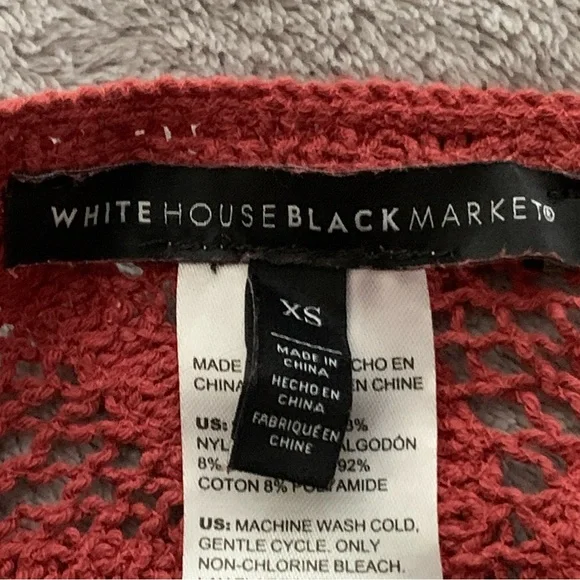 WHITE HOUSE BLACK MARKET®
XS
MADE IN
CHINA
HECHO EN
CHINA
FABRIQUÉ EN
CHINE
MADE CHO EN
CHINA EN CHINE
US: %
NYL ALGODÓN
8% 92%
COTON 8% POLYAMIDE
US: MACHINE WASH COLD,
GENTLE CYCLE. ONLY
NON-CHLORINE BLEACH.